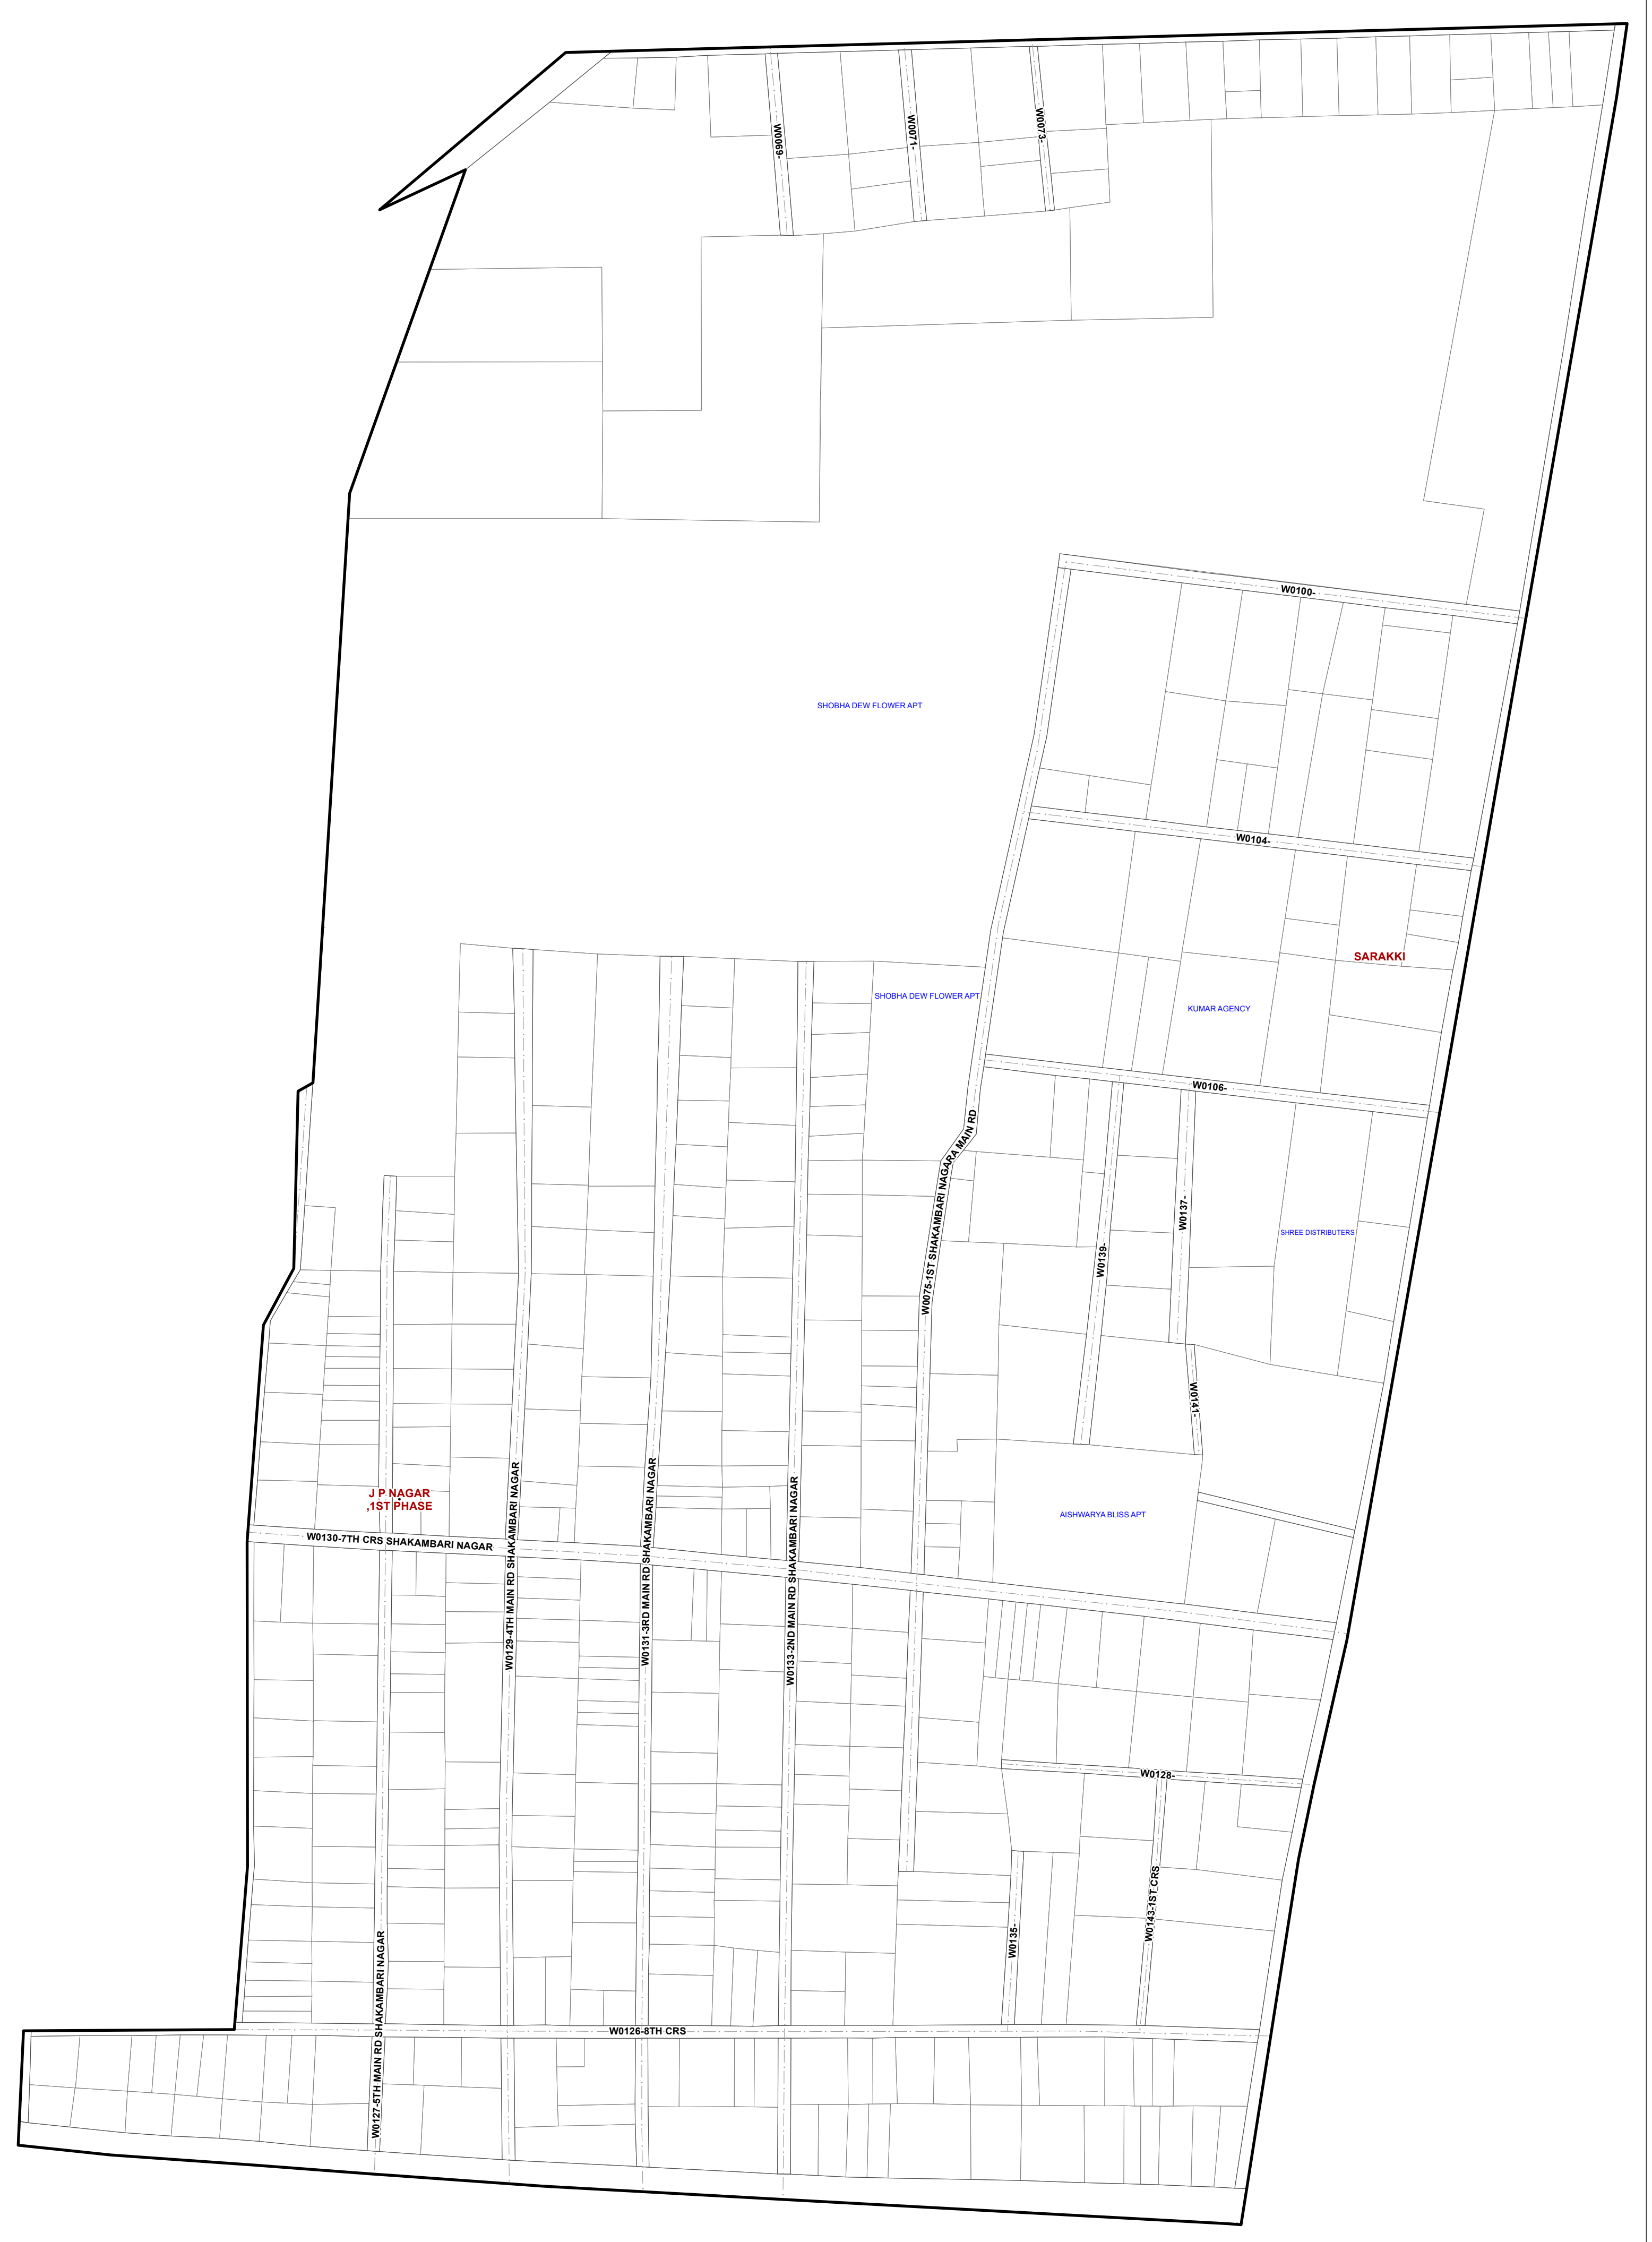 W0069-
W0071-
W0073-
W0100-
SHOBHA DEW FLOWER APT
W0104-
SARAKKI
SHOBHA DEW FLOWER APT
KUMAR AGENCY
W0106-
W0075-1ST SHAKAMBARI NAGARA MAIN RD
W0137-
W0139-
SHREE DISTRIBUTERS
W0141-
J P NAGAR
,1ST PHASE
AISHWARYA BLISS APT
W0130-7TH CRS SHAKAMBARI NAGAR
W0129-4TH MAIN RD SHAKAMBARI NAGAR
W0131-3RD MAIN RD SHAKAMBARI NAGAR
W0133-2ND MAIN RD SHAKAMBARI NAGAR
W0128-
W0143-1ST CRS
W0135-
W0127-5TH MAIN RD SHAKAMBARI NAGAR
W0126-8TH CRS